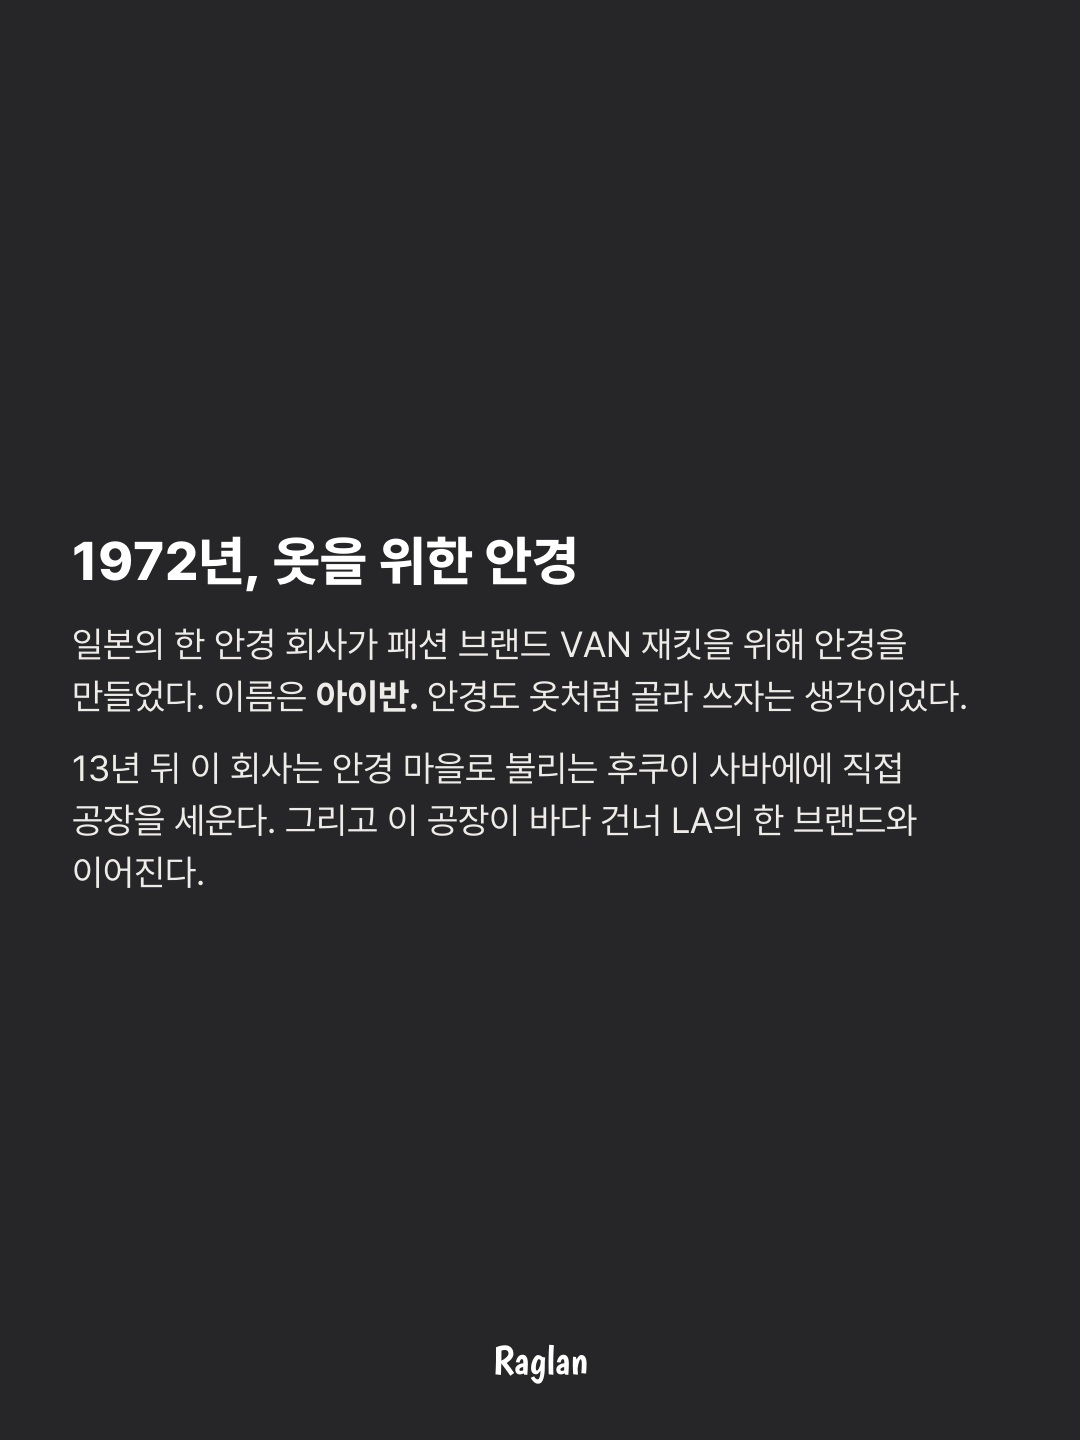 1972년, 옷을 위한 안경
일본의 한 안경 회사가 패션 브랜드 VAN 재킷을 위해 안경을
만들었다. 이름은 아이반. 안경도 옷처럼 골라 쓰자는 생각이었다.
13년 뒤 이 회사는 안경 마을로 불리는 후쿠이 사바에에 직접
공장을 세운다. 그리고 이 공장이 바다 건너 LA의 한 브랜드와
이어진다.
Raglan